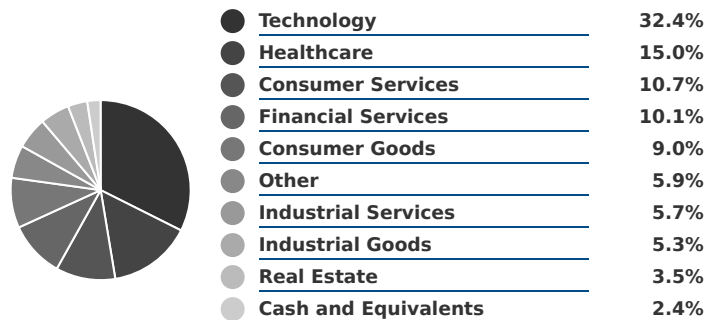 Technology 32.4%
Healthcare 15.0%
Consumer Services 10.7%
Financial Services 10.1%
Consumer Goods 9.0%
Other 5.9%
Industrial Services 5.7%
Industrial Goods 5.3%
Real Estate 3.5%
Cash and Equivalents 2.4%